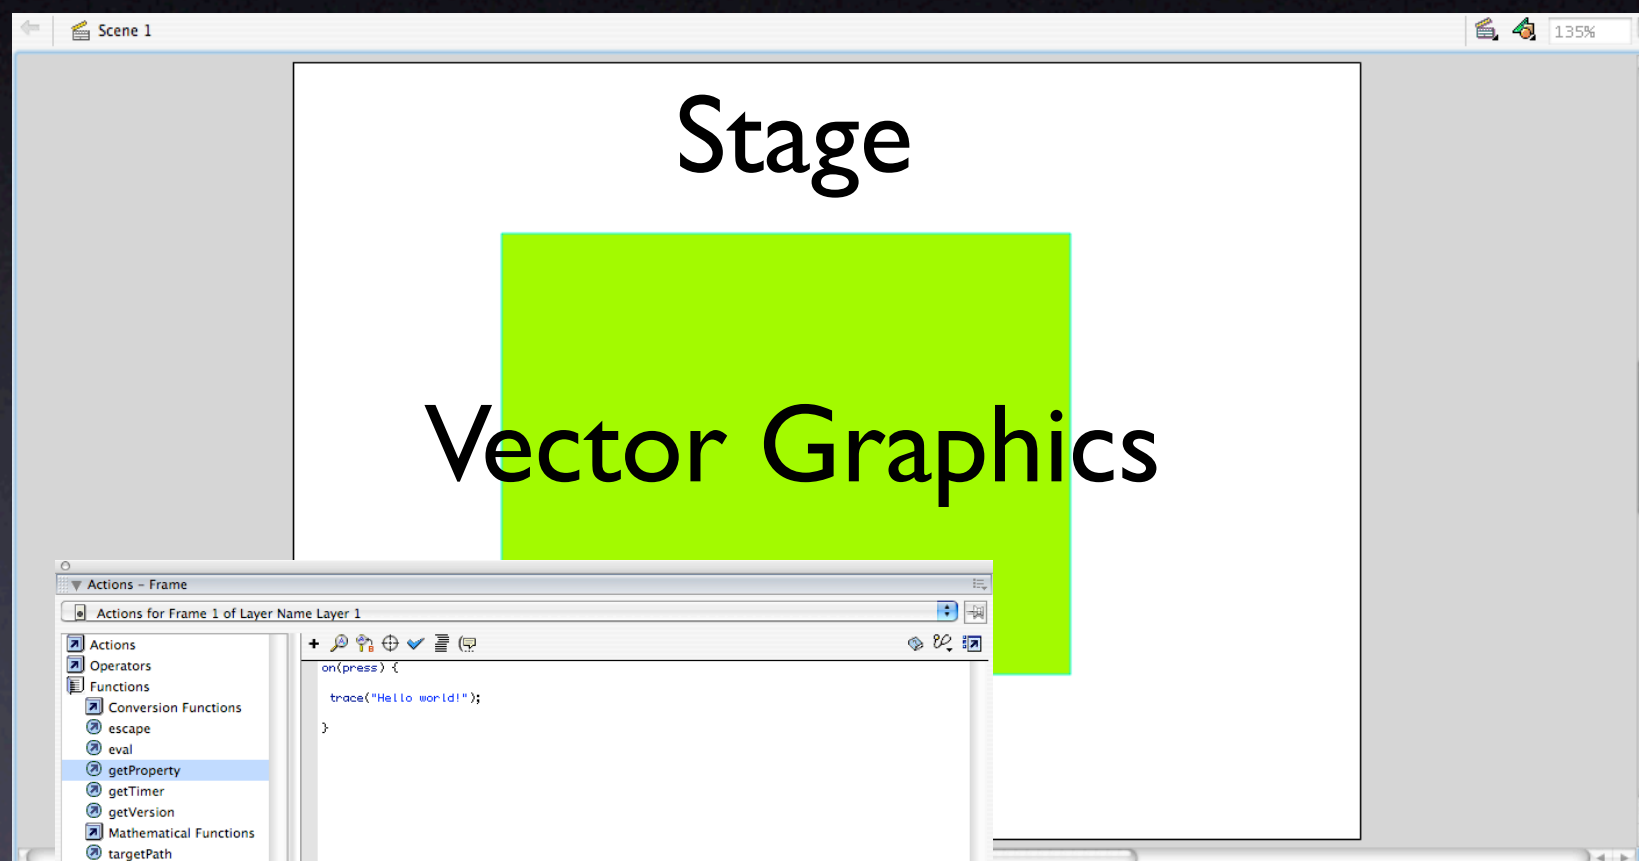 Scene 1
135%
Stage
Vector Graphics
Actions – Frame
Actions for Frame 1 of Layer Name Layer 1
Actions
Operators
Functions
Conversion Functions
escape
eval
getProperty
getTimer
getVersion
Mathematical Functions
targetPath
on(press) {
trace("Hello world!");
}